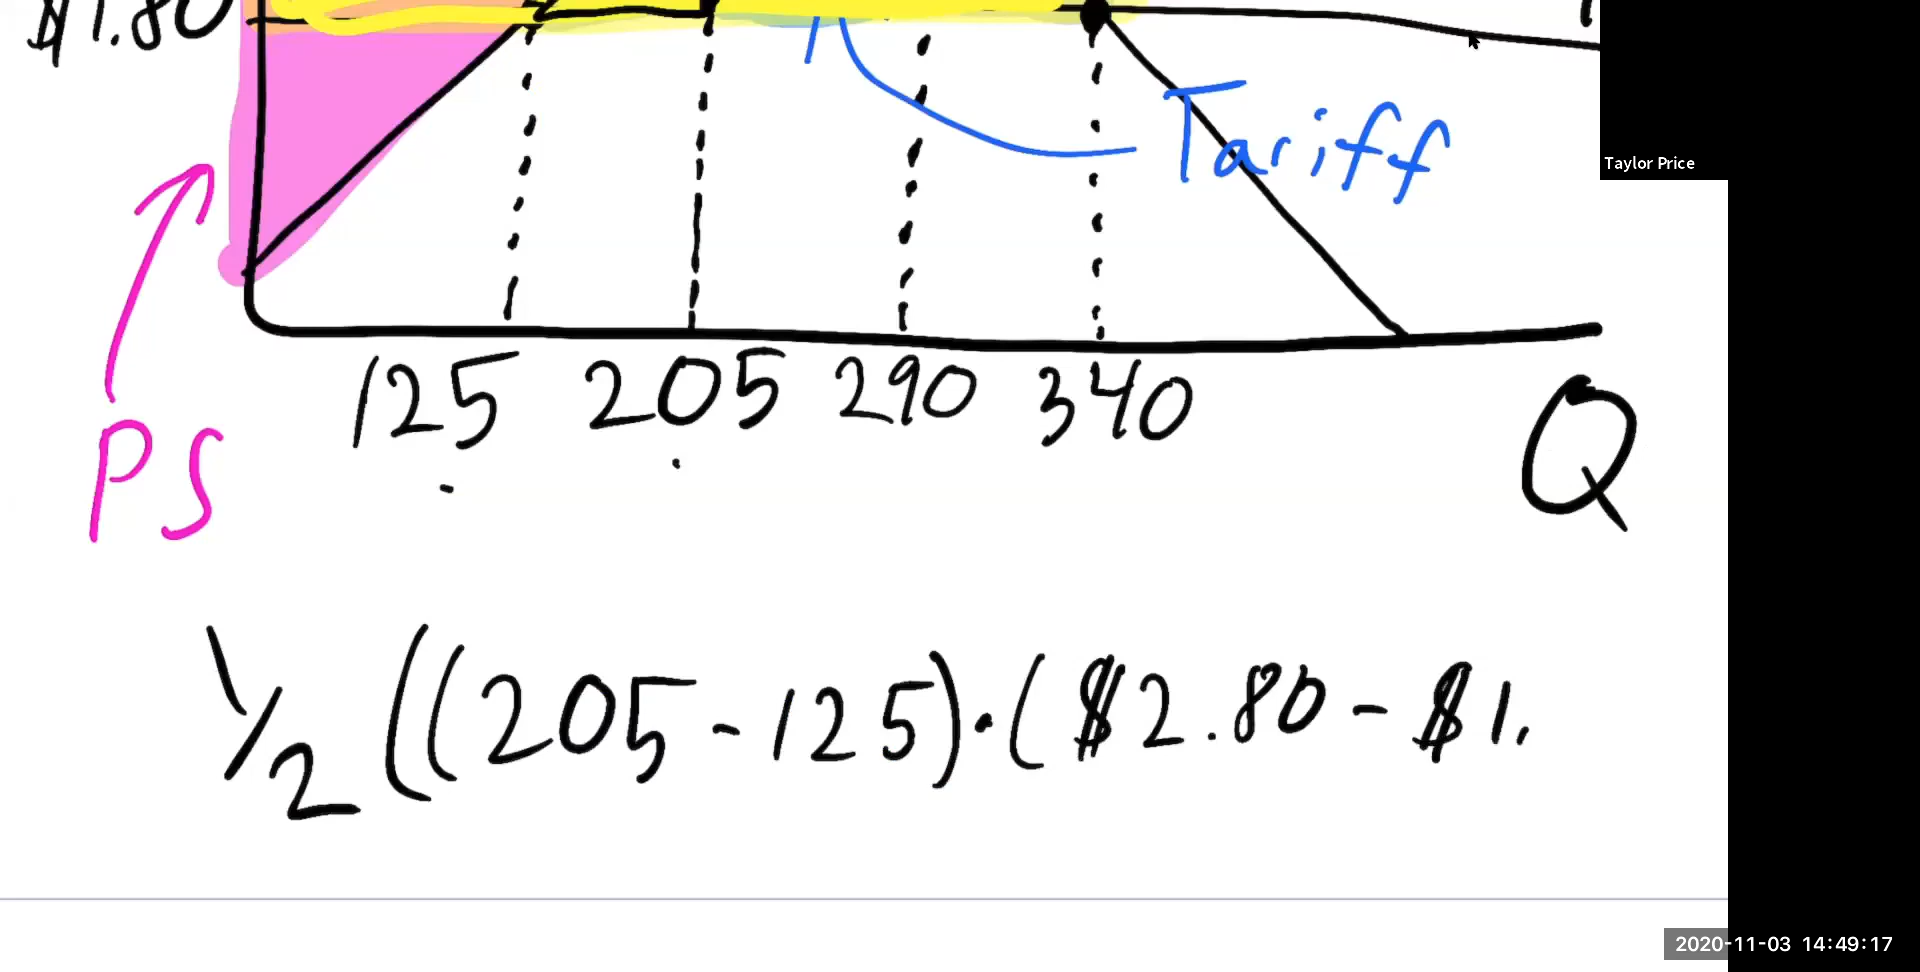 $1.80
Taylor Price
Tariff
125 205 290 340
Q
PS
1/2 ((205-125)·($2.80-$1.
2020-11-03 14:49:17